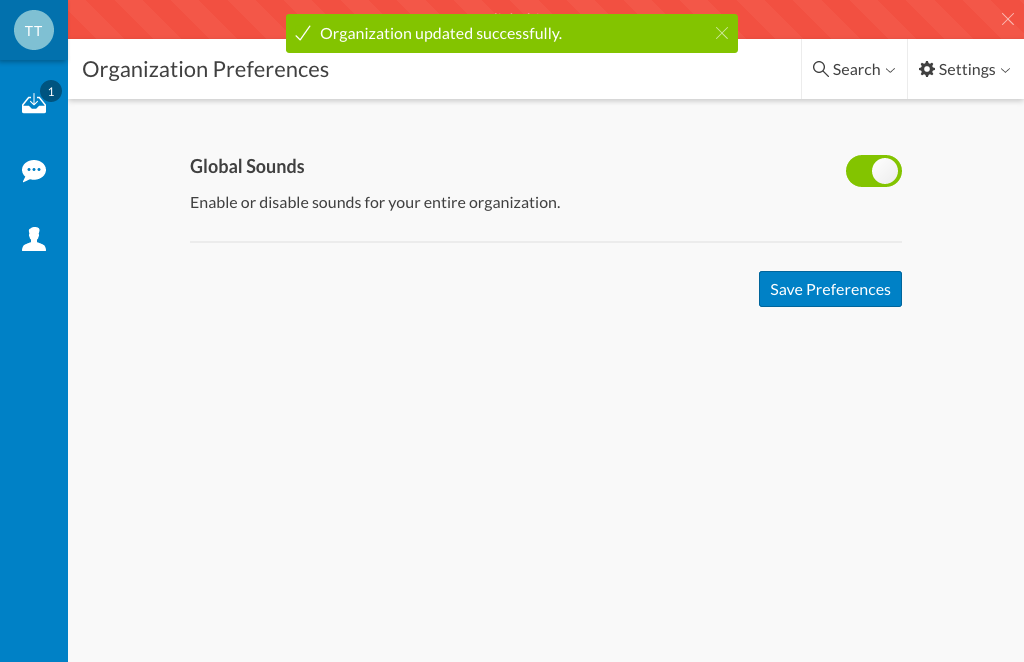 TT
Organization updated successfully.
Organization Preferences
Search
Settings
1
Global Sounds
Enable or disable sounds for your entire organization.
Save Preferences